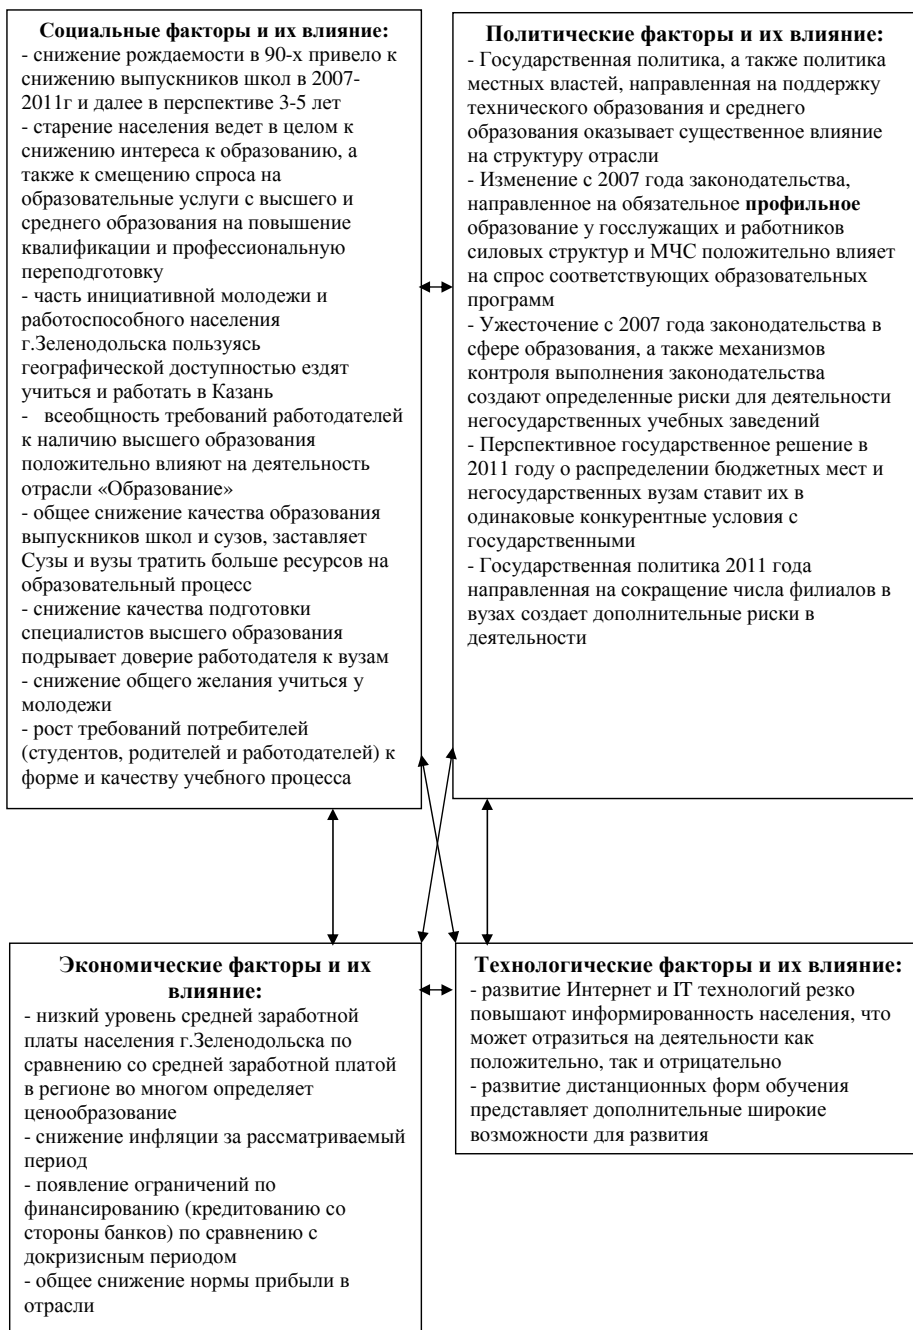 Социальные факторы и их влияние:
- снижение рождаемости в 90-х привело к
снижению выпускников школ в 2007-
2011г и далее в перспективе 3-5 лет
- старение населения ведет в целом к
снижению интереса к образованию, а
также к смещению спроса на
образовательные услуги с высшего и
среднего образования на повышение
квалификации и профессиональную
переподготовку
- часть инициативной молодежи и
работоспособного населения
г.Зеленодольска пользуясь
географической доступностью ездят
учиться и работать в Казань
- всеобщность требований работодателей
к наличию высшего образования
положительно влияют на деятельность
отрасли «Образование»
- общее снижение качества образования
выпускников школ и сузов, заставляет
Сузы и вузы тратить больше ресурсов на
образовательный процесс
- снижение качества подготовки
специалистов высшего образования
подрывает доверие работодателя к вузам
- снижение общего желания учиться у
молодежи
- рост требований потребителей
(студентов, родителей и работодателей) к
форме и качеству учебного процесса
Политические факторы и их влияние:
- Государственная политика, а также политика
местных властей, направленная на поддержку
технического образования и среднего
образования оказывает существенное влияние
на структуру отрасли
- Изменение с 2007 года законодательства,
направленное на обязательное профильное
образование у госслужащих и работников
силовых структур и МЧС положительно влияет
на спрос соответствующих образовательных
программ
- Ужесточение с 2007 года законодательства в
сфере образования, а также механизмов
контроля выполнения законодательства
создают определенные риски для деятельности
негосударственных учебных заведений
- Перспективное государственное решение в
2011 году о распределении бюджетных мест и
негосударственных вузам ставит их в
одинаковые конкурентные условия с
государственными
- Государственная политика 2011 года
направленная на сокращение числа филиалов в
вузах создает дополнительные риски в
деятельности
Экономические факторы и их
влияние:
- низкий уровень средней заработной
платы населения г.Зеленодольска по
сравнению со средней заработной платой
в регионе во многом определяет
ценообразование
- снижение инфляции за рассматриваемый
период
- появление ограничений по
финансированию (кредитованию со
стороны банков) по сравнению с
докризисным периодом
- общее снижение нормы прибыли в
отрасли
Технологические факторы и их влияние:
- развитие Интернет и IT технологий резко
повышают информированность населения, что
может отразиться на деятельности как
положительно, так и отрицательно
- развитие дистанционных форм обучения
представляет дополнительные широкие
возможности для развития